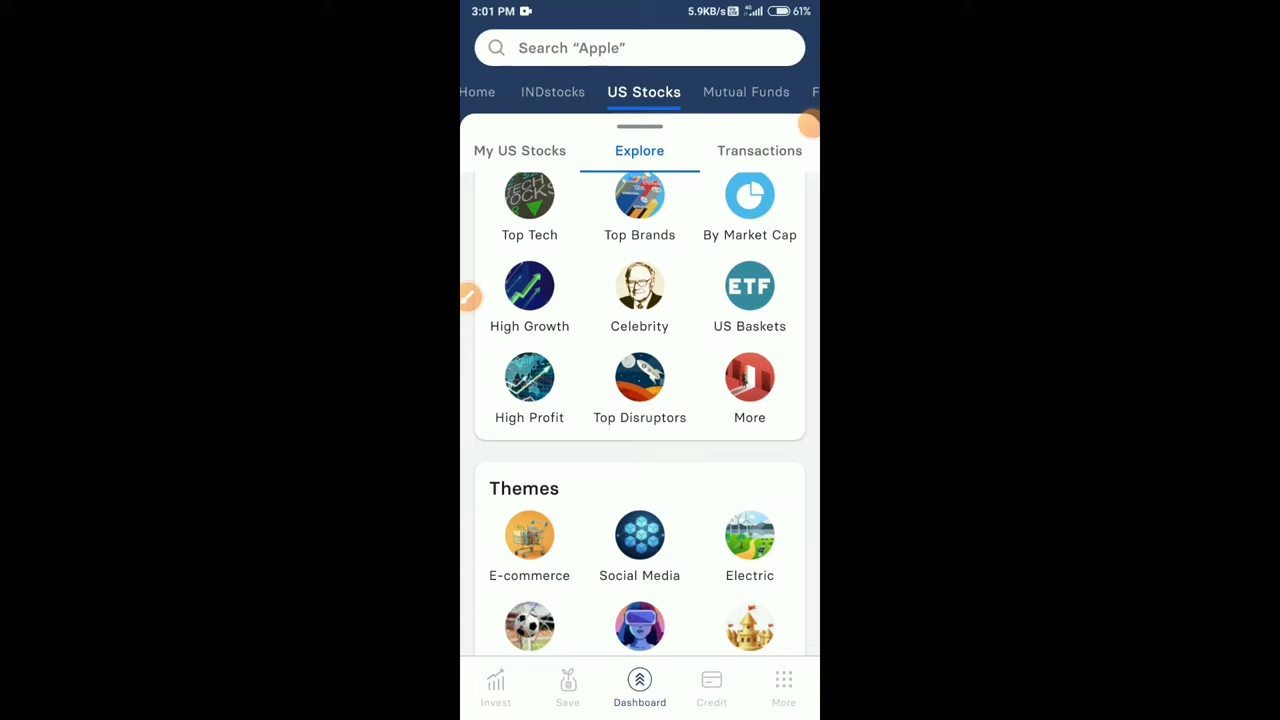 3:01 PM 5.9KB/s 4G 61%
Search “Apple”
Home INDstocks US Stocks Mutual Funds F
My US Stocks Explore Transactions
TECH
Top Tech Top Brands By Market Cap
ETF
High Growth Celebrity US Baskets
High Profit Top Disruptors More
Themes
E-commerce Social Media Electric
Invest Save Dashboard Credit More